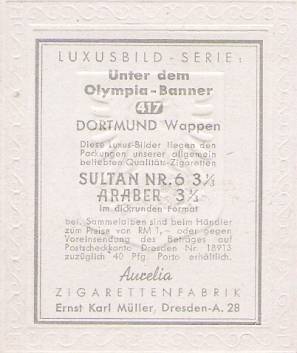 LUXUSBILD - SERIE:
Unter dem
Olympia-Banner
417
DORTMUND Wappen
Diese Luxus-Bilder liegen den
Packungen unserer allgemein
beliebten Qualitäts-Zigaretten
SULTAN NR. 6 3⅓
ARABER 3⅓
im dickrunden Format
bei. Sammelalben sind beim Händler
zum Preise von RM 1,- oder gegen
Voreinsendung des Betrages auf
Postscheckkonto Dresden Nr. 18913
zuzüglich 40 Pfg. Porto erhältlich.
Aurelia
ZIGARETTENFABRIK
Ernst Karl Müller, Dresden-A. 28